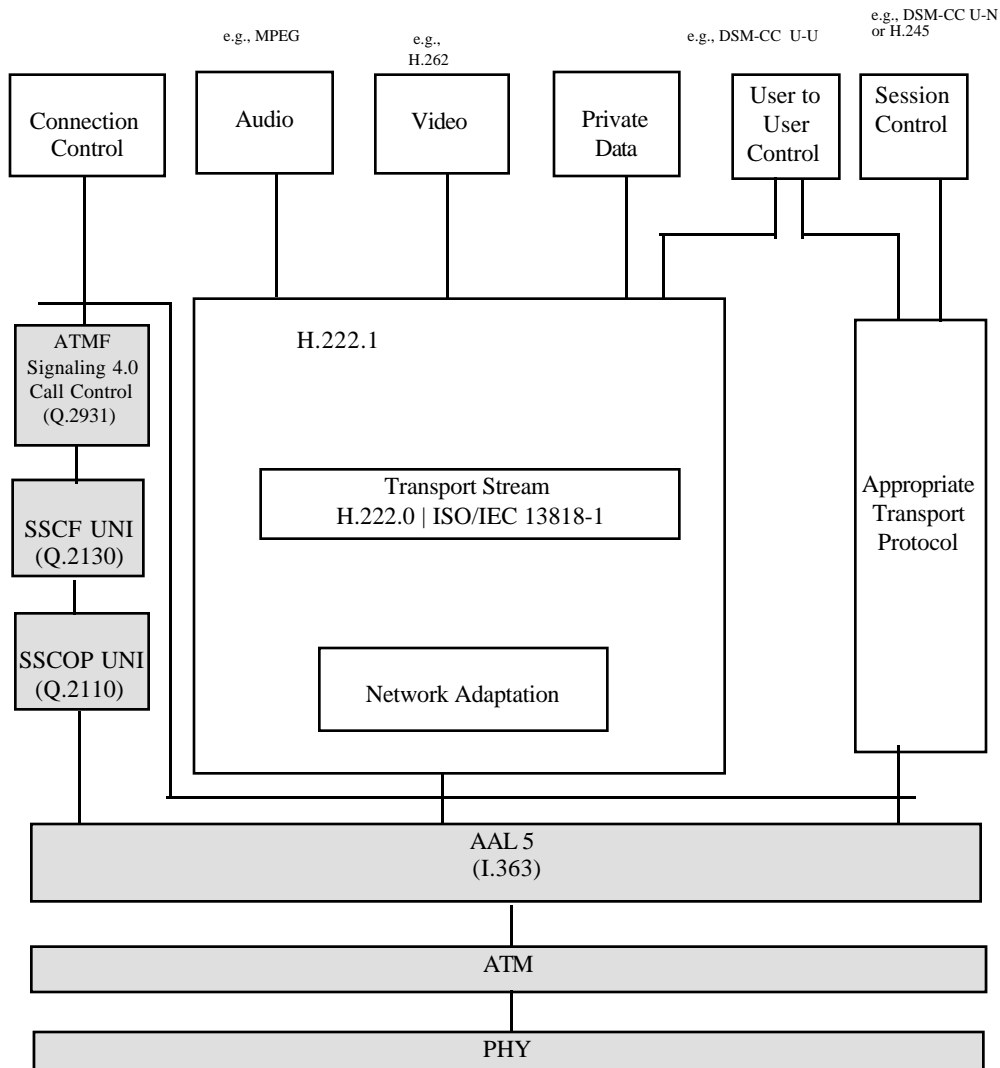 e.g., DSM-CC U-N
or H.245
e.g., MPEG
e.g.,
H.262
e.g., DSM-CC U-U
Connection
Control
Audio
Video
Private
Data
User to
User
Control
Session
Control
H.222.1
ATMF
Signaling 4.0
Call Control
(Q.2931)
Transport Stream
H.222.0 | ISO/IEC 13818-1
Appropriate
Transport
Protocol
SSCF UNI
(Q.2130)
SSCOP UNI
(Q.2110)
Network Adaptation
AAL 5
(I.363)
ATM
PHY